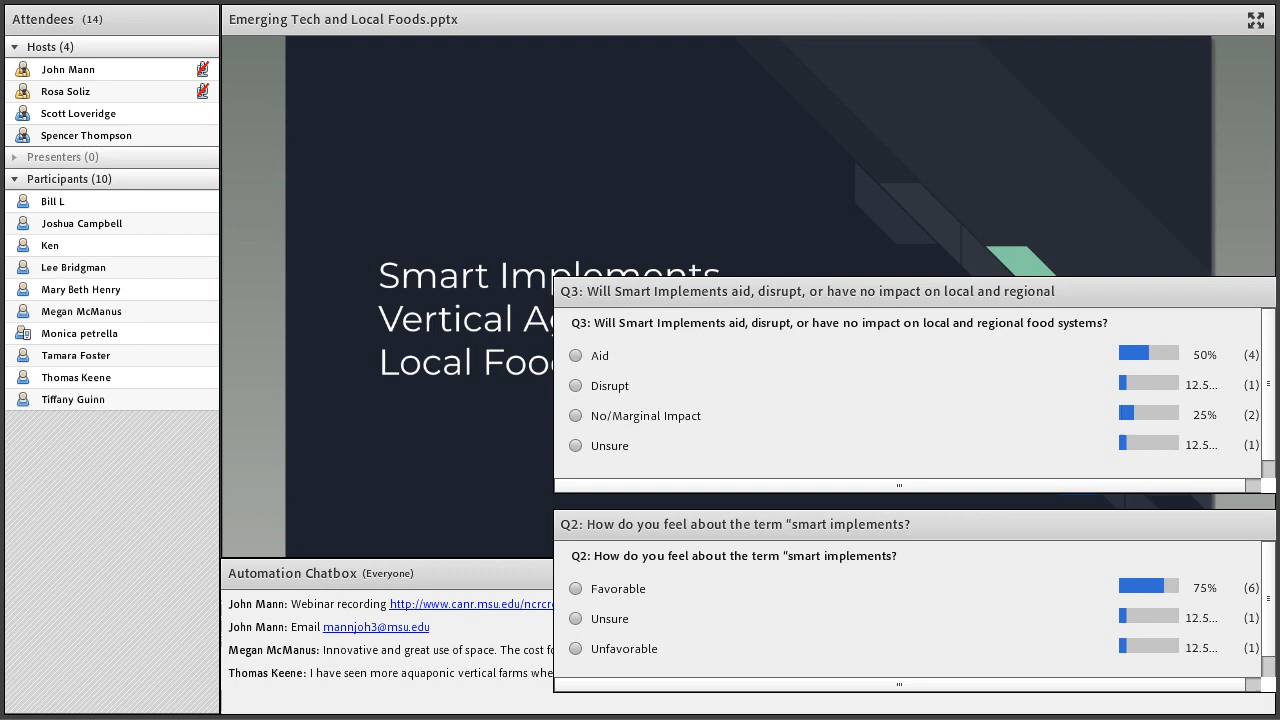 Attendees (14)
Hosts (4)
John Mann
Rosa Soliz
Scott Loveridge
Spencer Thompson
Presenters (0)
Participants (10)
Bill L
Joshua Campbell
Ken
Lee Bridgman
Mary Beth Henry
Megan McManus
Monica petrella
Tamara Foster
Thomas Keene
Tiffany Guinn
Emerging Tech and Local Foods.pptx
Smart Implements
Vertical A
Local Foo
Q3: Will Smart Implements aid, disrupt, or have no impact on local and regional
Q3: Will Smart Implements aid, disrupt, or have no impact on local and regional food systems?
Aid 50% (4)
Disrupt 12.5... (1)
No/Marginal Impact 25% (2)
Unsure 12.5... (1)
Q2: How do you feel about the term "smart implements?
Q2: How do you feel about the term "smart implements?
Favorable 75% (6)
Unsure 12.5... (1)
Unfavorable 12.5... (1)
Automation Chatbox (Everyone)
John Mann: Webinar recording http://www.canr.msu.edu/ncrcr
John Mann: Email mannjoh3@msu.edu
Megan McManus: Innovative and great use of space. The cost fo
Thomas Keene: I have seen more aquaponic vertical farms whe